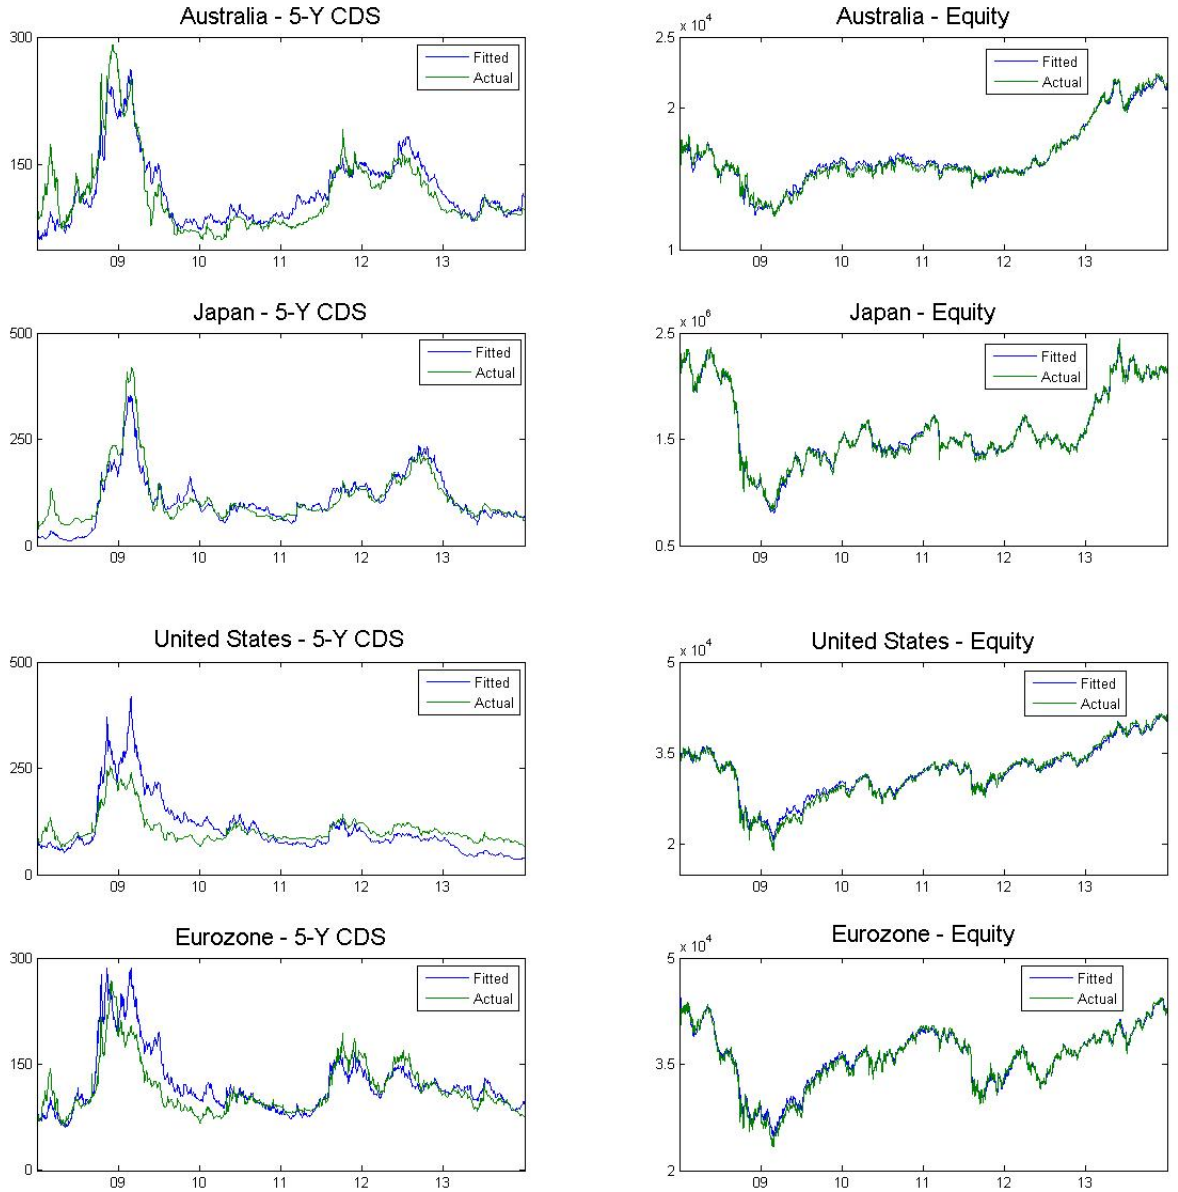 Australia - 5-Y CDS
300
150
Fitted
Actual
09 10 11 12 13
Australia - Equity
x 10^4
2.5
2
1
Fitted
Actual
09 10 11 12 13
Japan - 5-Y CDS
500
250
0
Fitted
Actual
09 10 11 12 13
Japan - Equity
x 10^6
2.5
1.5
0.5
Fitted
Actual
09 10 11 12 13
United States - 5-Y CDS
500
250
0
Fitted
Actual
09 10 11 12 13
United States - Equity
x 10^4
5
3.5
2
Fitted
Actual
09 10 11 12 13
Eurozone - 5-Y CDS
300
150
0
Fitted
Actual
09 10 11 12 13
Eurozone - Equity
x 10^4
5
3.5
2
Fitted
Actual
09 10 11 12 13